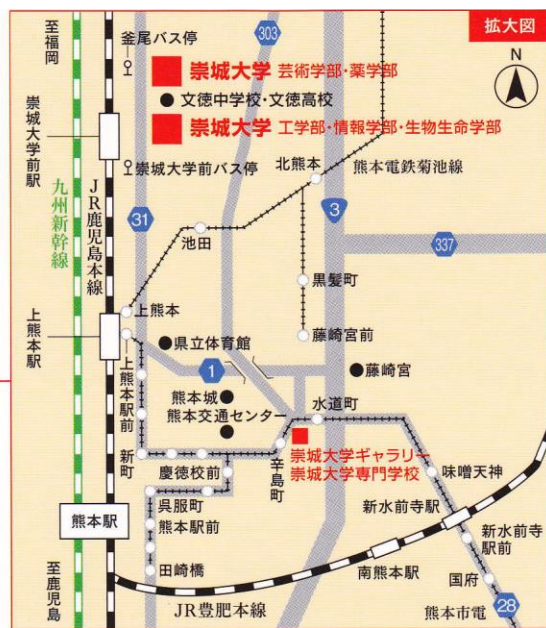 拡大図
N
至福岡
釜尾バス停
303
崇城大学 芸術学部・薬学部
文徳中学校・文徳高校
崇城大学 工学部・情報学部・生物生命学部
崇城大学前駅
崇城大学前バス停
北熊本
熊本電鉄菊池線
九州新幹線
JR鹿児島本線
31
3
池田
337
黒髪町
上熊本
上熊本駅
県立体育館
藤崎宮前
上熊本駅前
1
藤崎宮
熊本城
熊本交通センター
水道町
新町
慶徳校前
辛島町
崇城大学ギャラリー
崇城大学専門学校
味噌天神
呉服町
新水前寺駅
熊本駅
熊本駅前
新水前寺
駅前
田崎橋
南熊本駅
国府
至鹿児島
JR豊肥本線
熊本市電
28